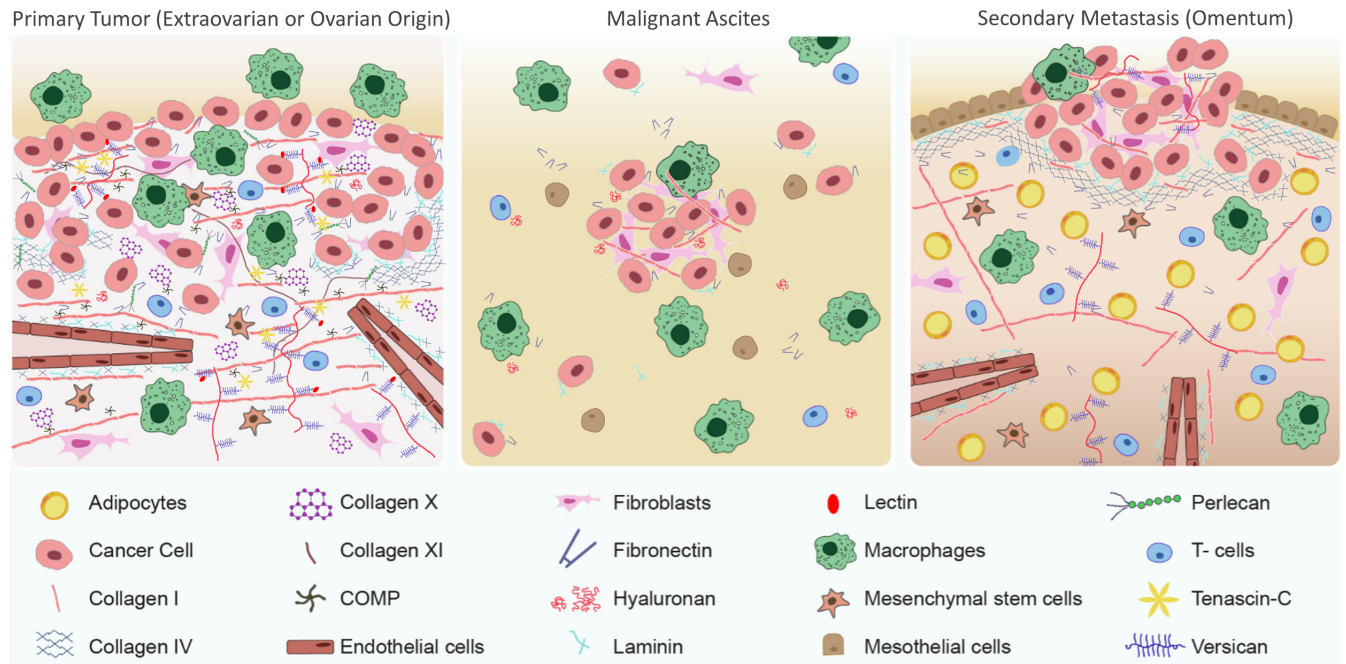 Primary Tumor (Extraovarian or Ovarian Origin)
Malignant Ascites
Secondary Metastasis (Omentum)
Adipocytes
Collagen X
Fibroblasts
Lectin
Perlecan
Cancer Cell
Collagen XI
Fibronectin
Macrophages
T- cells
Collagen I
COMP
Hyaluronan
Mesenchymal stem cells
Tenascin-C
Collagen IV
Endothelial cells
Laminin
Mesothelial cells
Versican